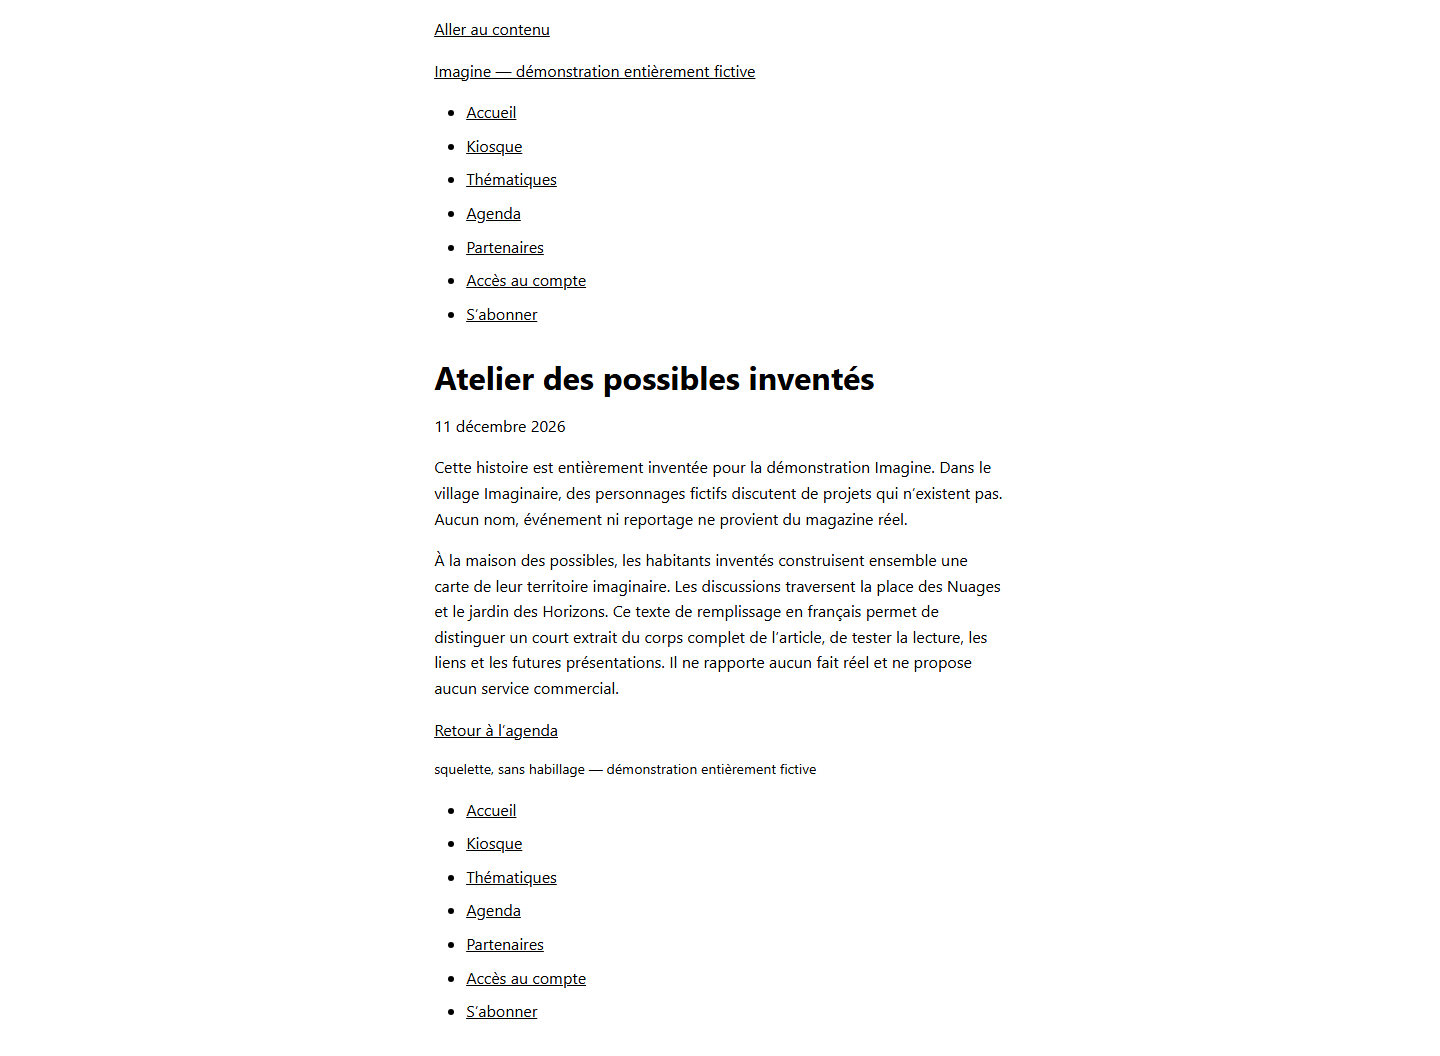 Aller au contenu
Imagine — démonstration entièrement fictive
Accueil
Kiosque
Thématiques
Agenda
Partenaires
Accès au compte
S’abonner
Atelier des possibles inventés
11 décembre 2026
Cette histoire est entièrement inventée pour la démonstration Imagine. Dans le
village Imaginaire, des personnages fictifs discutent de projets qui n’existent pas.
Aucun nom, événement ni reportage ne provient du magazine réel.
À la maison des possibles, les habitants inventés construisent ensemble une
carte de leur territoire imaginaire. Les discussions traversent la place des Nuages
et le jardin des Horizons. Ce texte de remplissage en français permet de
distinguer un court extrait du corps complet de l’article, de tester la lecture, les
liens et les futures présentations. Il ne rapporte aucun fait réel et ne propose
aucun service commercial.
Retour à l’agenda
squelette, sans habillage — démonstration entièrement fictive
Accueil
Kiosque
Thématiques
Agenda
Partenaires
Accès au compte
S’abonner